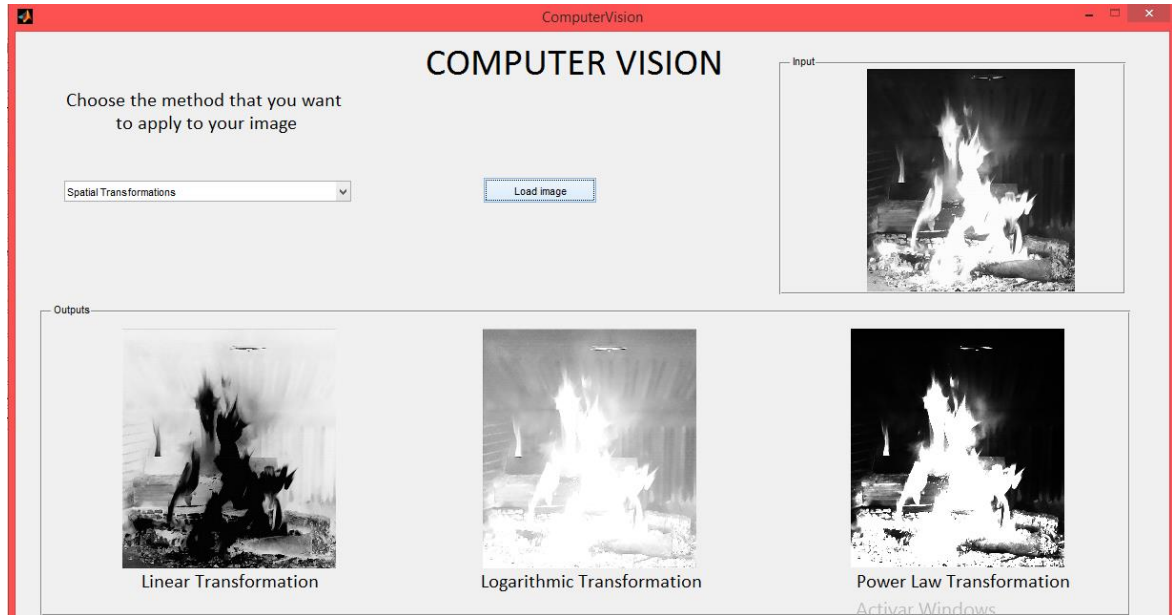 ComputerVision
COMPUTER VISION
Input
Choose the method that you want
to apply to your image
Spatial Transformations
Load image
Outputs
Linear Transformation
Logarithmic Transformation
Power Law Transformation
Activar Windows